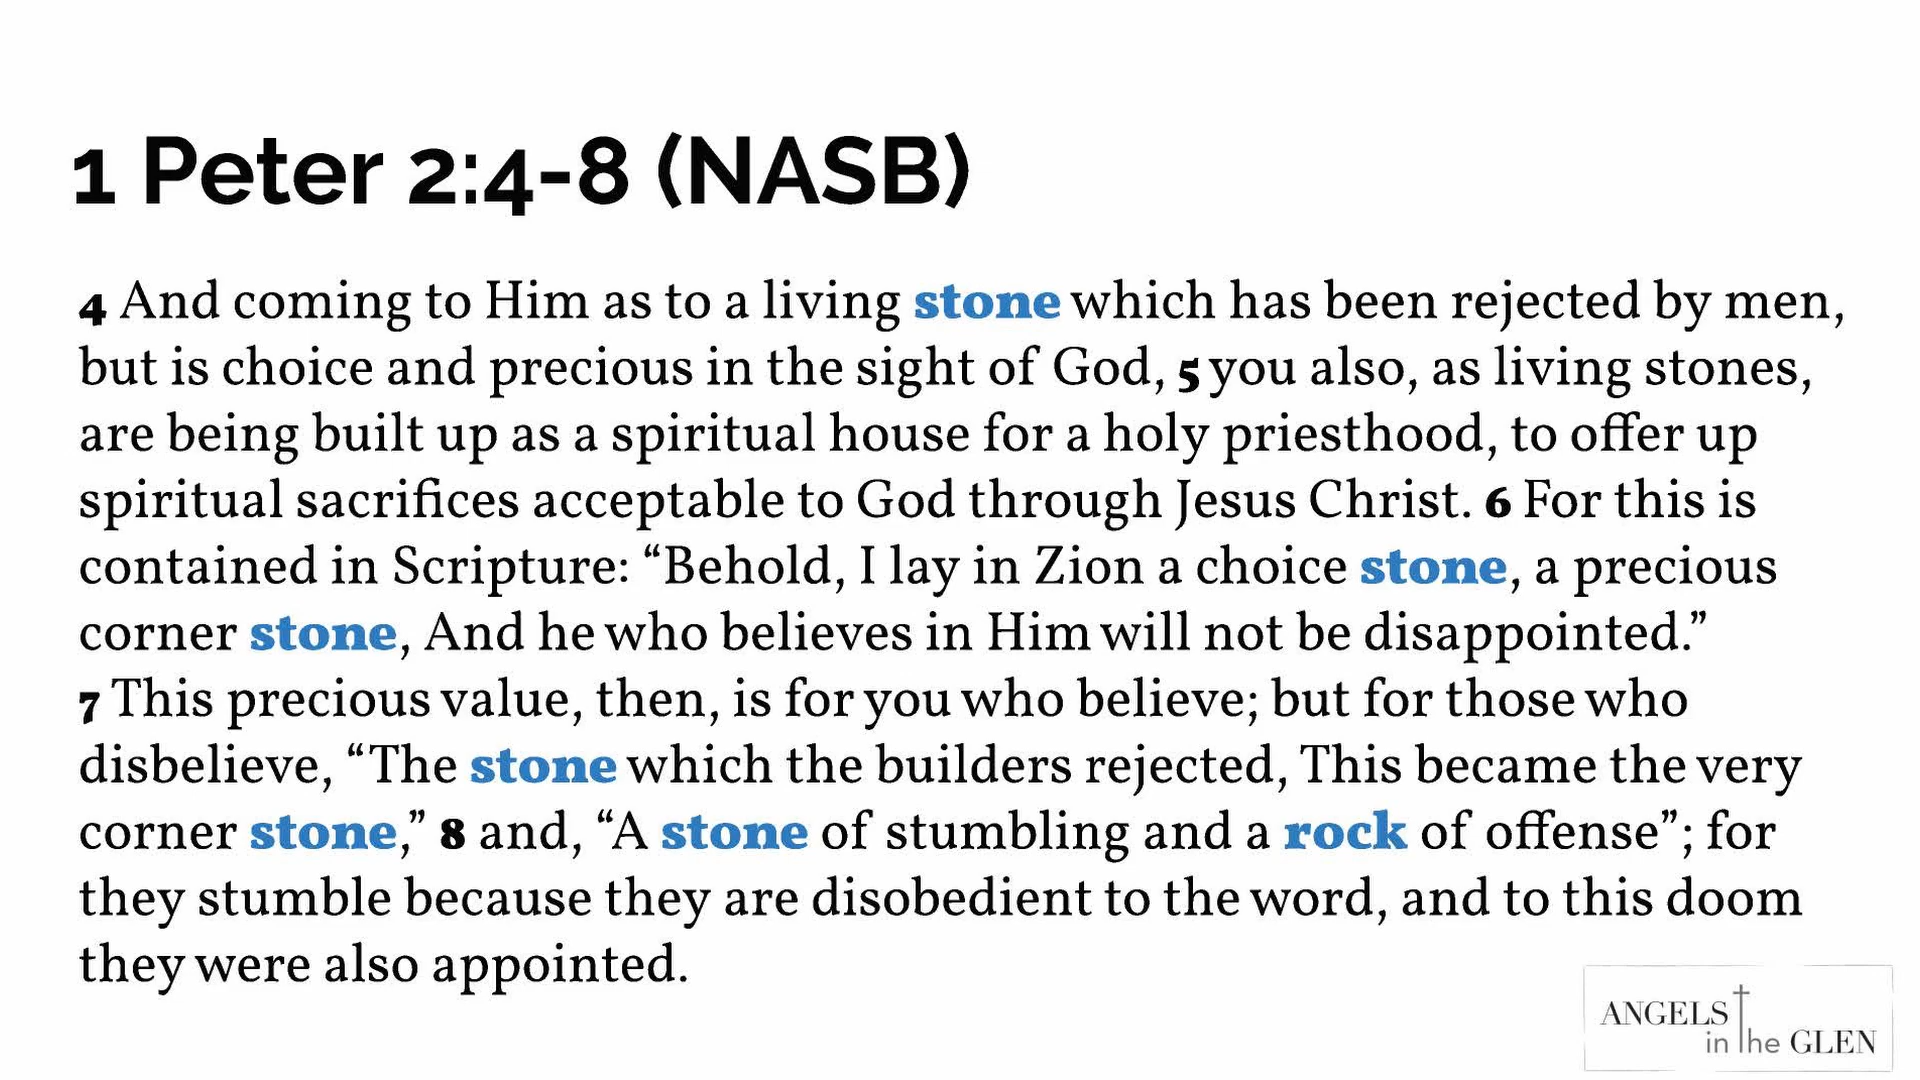 1 Peter 2:4-8 (NASB)
4 And coming to Him as to a living stone which has been rejected by men,
but is choice and precious in the sight of God, 5 you also, as living stones,
are being built up as a spiritual house for a holy priesthood, to offer up
spiritual sacrifices acceptable to God through Jesus Christ. 6 For this is
contained in Scripture: “Behold, I lay in Zion a choice stone, a precious
corner stone, And he who believes in Him will not be disappointed.”
7 This precious value, then, is for you who believe; but for those who
disbelieve, “The stone which the builders rejected, This became the very
corner stone,” 8 and, “A stone of stumbling and a rock of offense”; for
they stumble because they are disobedient to the word, and to this doom
they were also appointed.
ANGELS
in the GLEN